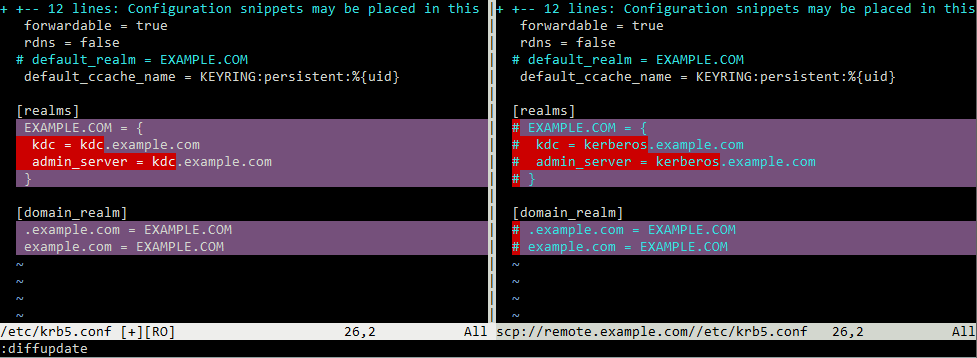 + +-- 12 lines: Configuration snippets may be placed in this
forwardable = true
rdns = false
# default_realm = EXAMPLE.COM
default_ccache_name = KEYRING:persistent:%{uid}
[realms]
EXAMPLE.COM = {
kdc = kdc.example.com
admin_server = kdc.example.com
}
[domain_realm]
.example.com = EXAMPLE.COM
example.com = EXAMPLE.COM
~
~
~
~
/etc/krb5.conf [+][RO] 26,2 All
+ +-- 12 lines: Configuration snippets may be placed in this
forwardable = true
rdns = false
# default_realm = EXAMPLE.COM
default_ccache_name = KEYRING:persistent:%{uid}
[realms]
# EXAMPLE.COM = {
#  kdc = kerberos.example.com
#  admin_server = kerberos.example.com
# }
[domain_realm]
# .example.com = EXAMPLE.COM
# example.com = EXAMPLE.COM
~
~
~
~
scp://remote.example.com//etc/krb5.conf 26,2 All
:diffupdate